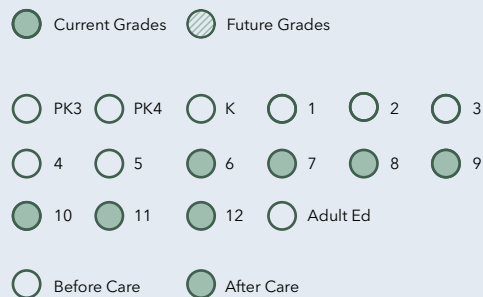 Current Grades Future Grades
PK3 PK4 K 1 2 3
4 5 6 7 8 9
10 11 12 Adult Ed
Before Care After Care